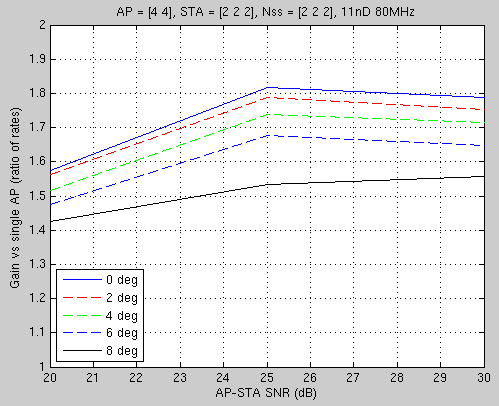 AP = [4 4], STA = [2 2 2], Nss = [2 2 2], 11nD 80MHz
2
1.9
1.8
1.7
1.6
1.5
1.4
1.3
1.2
1.1
1
Gain vs single AP (ratio of rates)
0 deg
2 deg
4 deg
6 deg
8 deg
20 21 22 23 24 25 26 27 28 29 30
AP-STA SNR (dB)